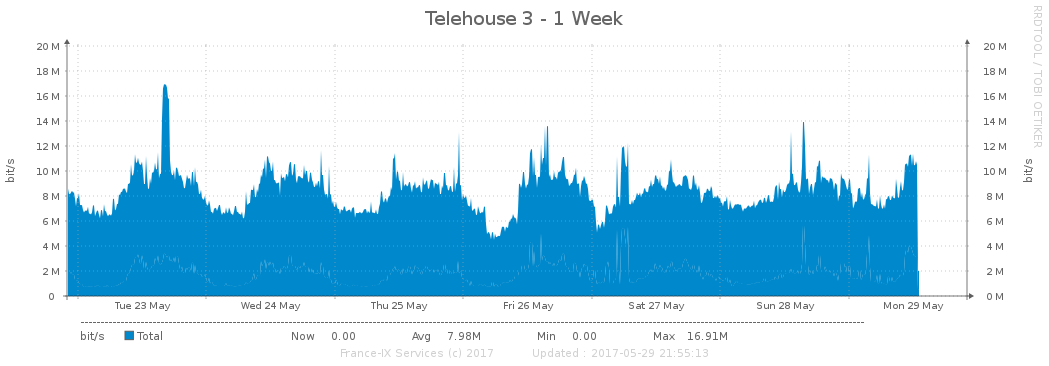 Telehouse 3 - 1 Week
RRDTOOL / TOBI OETIKER
20 M 20 M
18 M 18 M
16 M 16 M
14 M 14 M
12 M 12 M
10 M 10 M
8 M 8 M
6 M 6 M
4 M 4 M
2 M 2 M
0 0 M
bit/s bit/s
Tue 23 May Wed 24 May Thu 25 May Fri 26 May Sat 27 May Sun 28 May Mon 29 May
bit/s Total Now 0.00 Avg 7.98M Min 0.00 Max 16.91M
France-IX Services (c) 2017 Updated : 2017-05-29 21:55:13